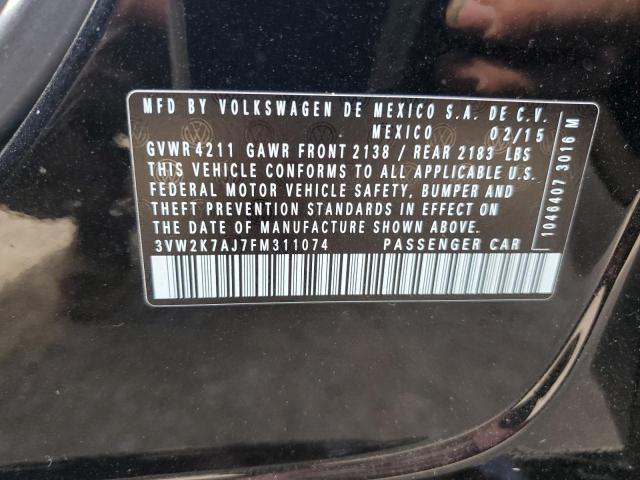 MFD BY VOLKSWAGEN DE MEXICO S.A. DE C.V.
MEXICO 02/15
GVWR 4211 GAWR FRONT 2138 / REAR 2183 LBS
THIS VEHICLE CONFORMS TO ALL APPLICABLE U.S.
FEDERAL MOTOR VEHICLE SAFETY, BUMPER AND
THEFT PREVENTION STANDARDS IN EFFECT ON
THE DATE OF MANUFACTURE SHOWN ABOVE.
3VW2K7AJ7FM311074 PASSENGER CAR
1046407 3016 M